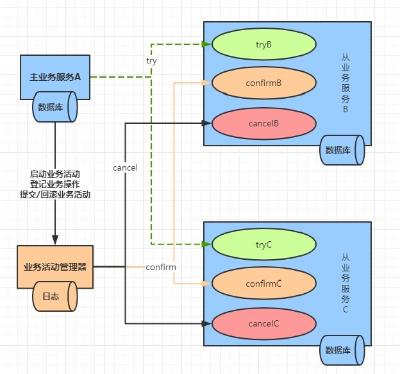 主业务服务A
数据库
try
tryB
confirmB
cancelB
从业务服务B
数据库
cancel
启动业务活动
登记业务操作
提交/回滚业务活动
业务活动管理器
日志
confirm
tryC
confirmC
cancelC
从业务服务C
数据库